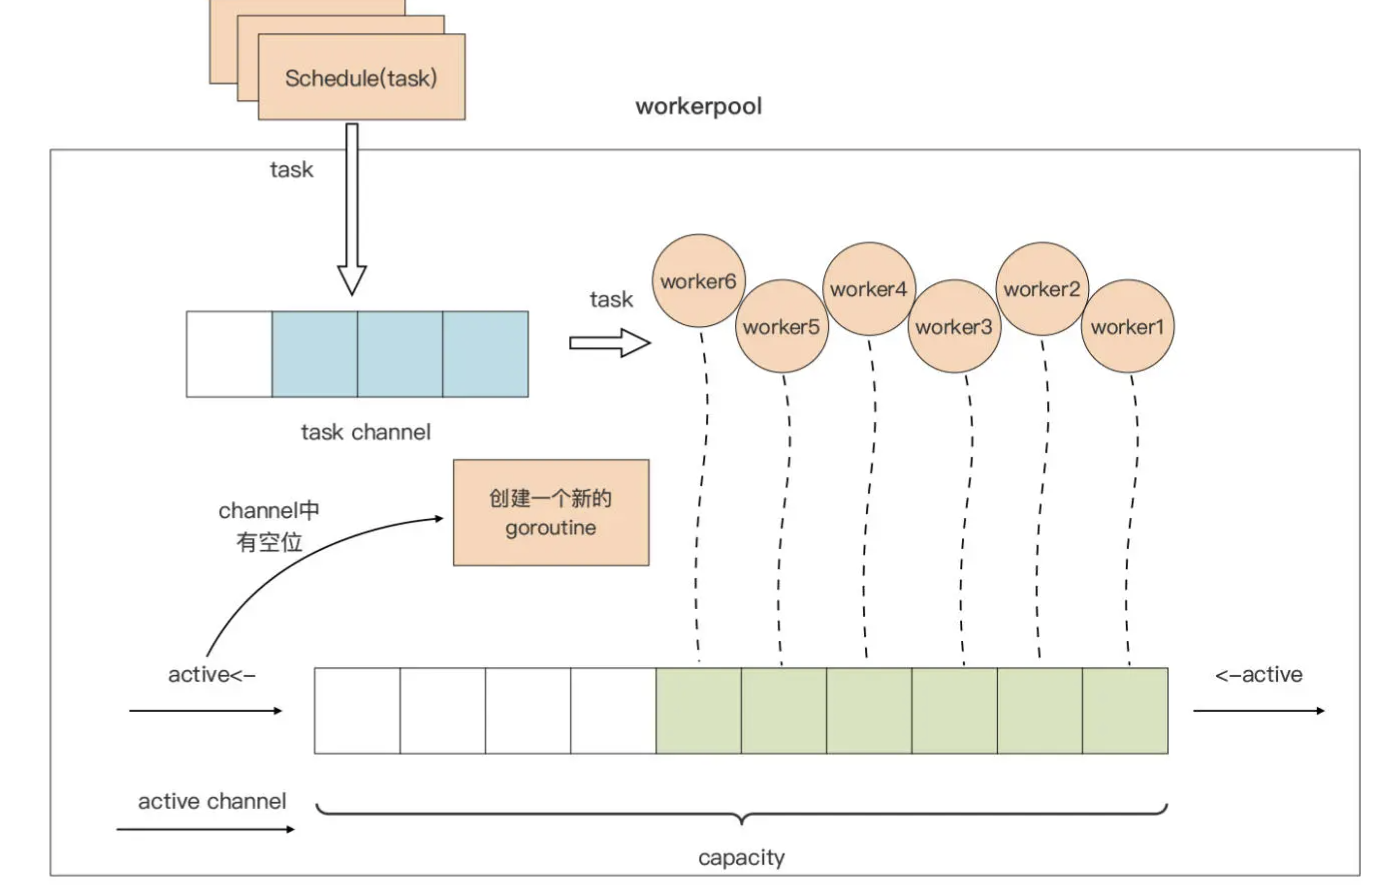 Schedule(task)
workerpool
task
task
worker6
worker5
worker4
worker3
worker2
worker1
task channel
channel中
有空位
创建一个新的
goroutine
active<-
<-active
active channel
capacity